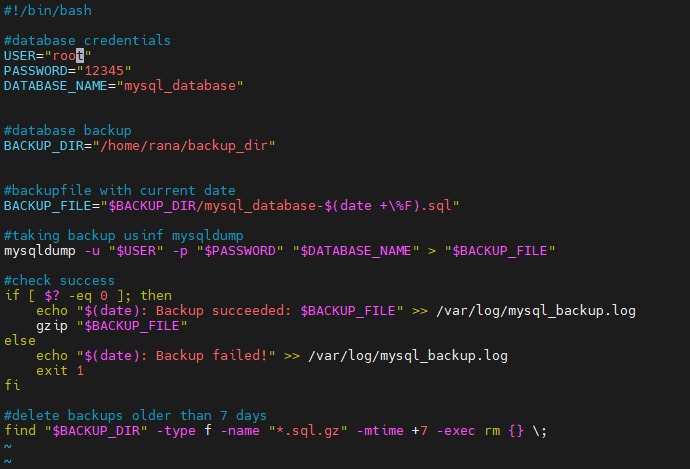 #!/bin/bash
#database credentials
USER="root"
PASSWORD="12345"
DATABASE_NAME="mysql_database"
#database backup
BACKUP_DIR="/home/rana/backup_dir"
#backupfile with current date
BACKUP_FILE="$BACKUP_DIR/mysql_database-$(date +\%F).sql"
#taking backup usinf mysqldump
mysqldump -u "$USER" -p "$PASSWORD" "$DATABASE_NAME" > "$BACKUP_FILE"
#check success
if [ $? -eq 0 ]; then
    echo "$(date): Backup succeeded: $BACKUP_FILE" >> /var/log/mysql_backup.log
    gzip "$BACKUP_FILE"
else
    echo "$(date): Backup failed!" >> /var/log/mysql_backup.log
    exit 1
fi
#delete backups older than 7 days
find "$BACKUP_DIR" -type f -name "*.sql.gz" -mtime +7 -exec rm {} \;
~
~